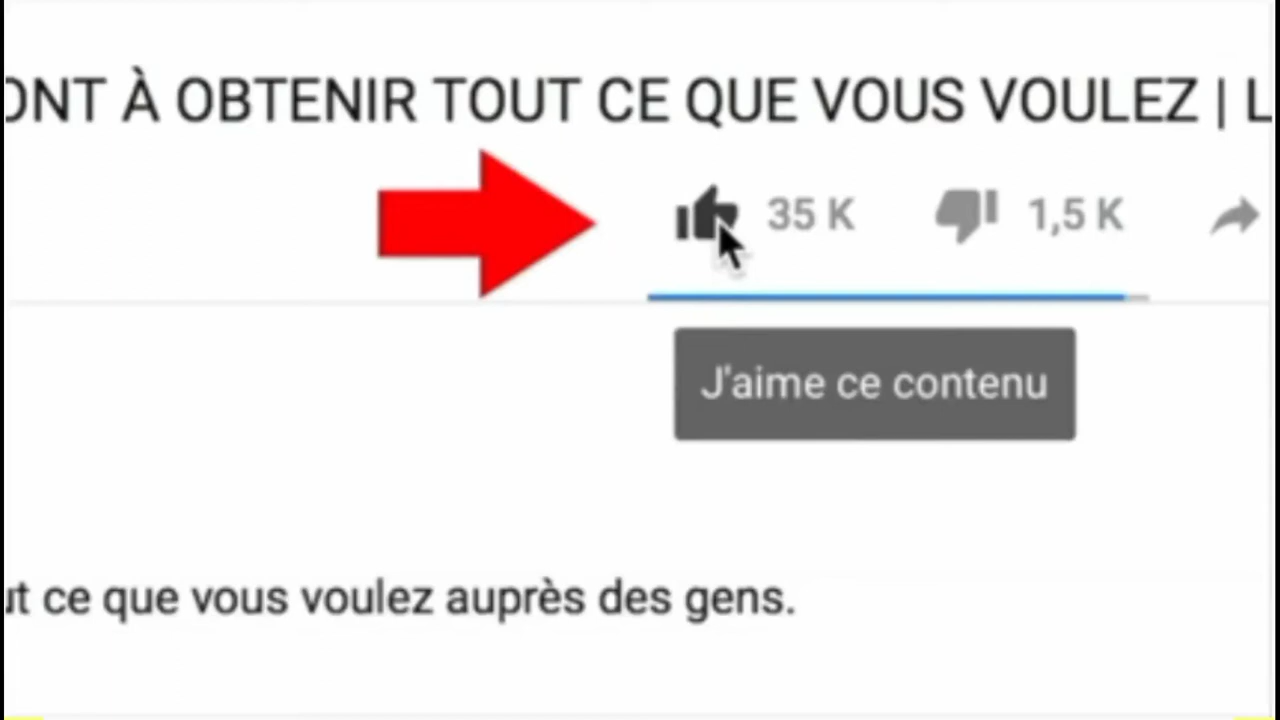 ONT À OBTENIR TOUT CE QUE VOUS VOULEZ | L
35 K 1,5 K
J'aime ce contenu
ut ce que vous voulez auprès des gens.